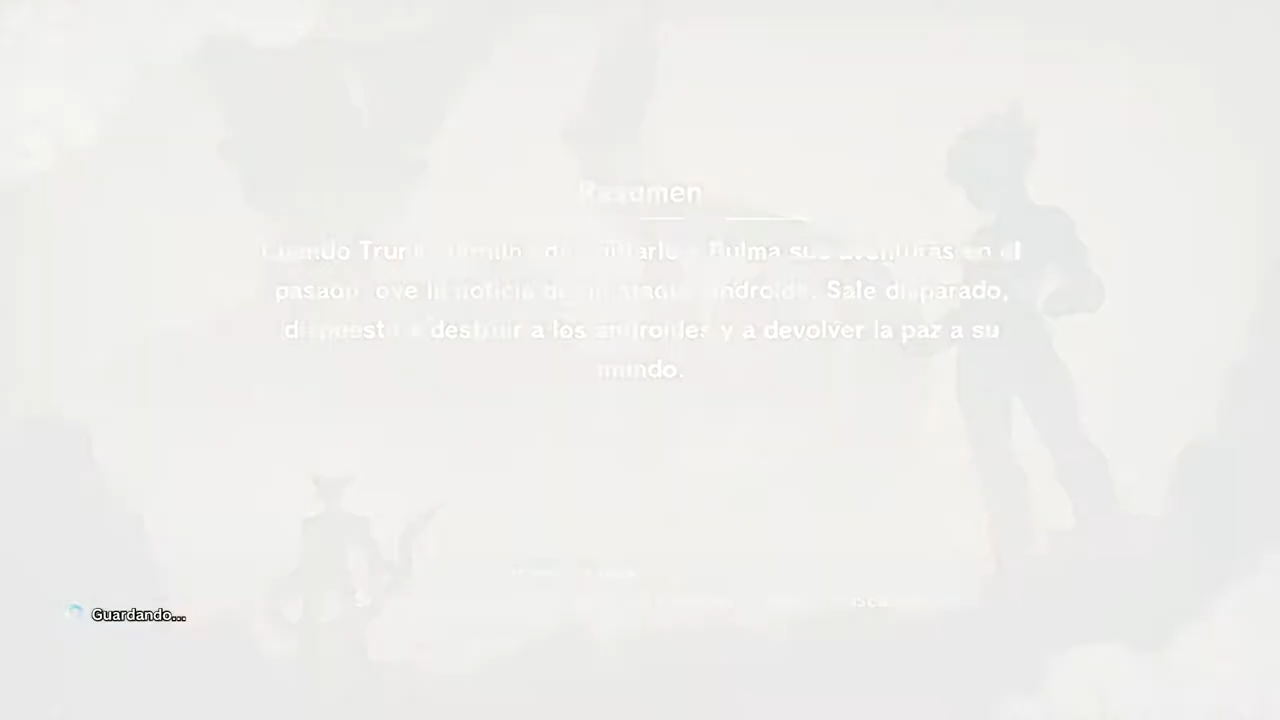 Resumen
Cuando Trunks termina de contarle a Bulma sus aventuras en el
pasado, oye la noticia de un ataque androide. Sale disparado,
dispuesto a destruir a los androides y a devolver la paz a su
mundo.
Guardando...